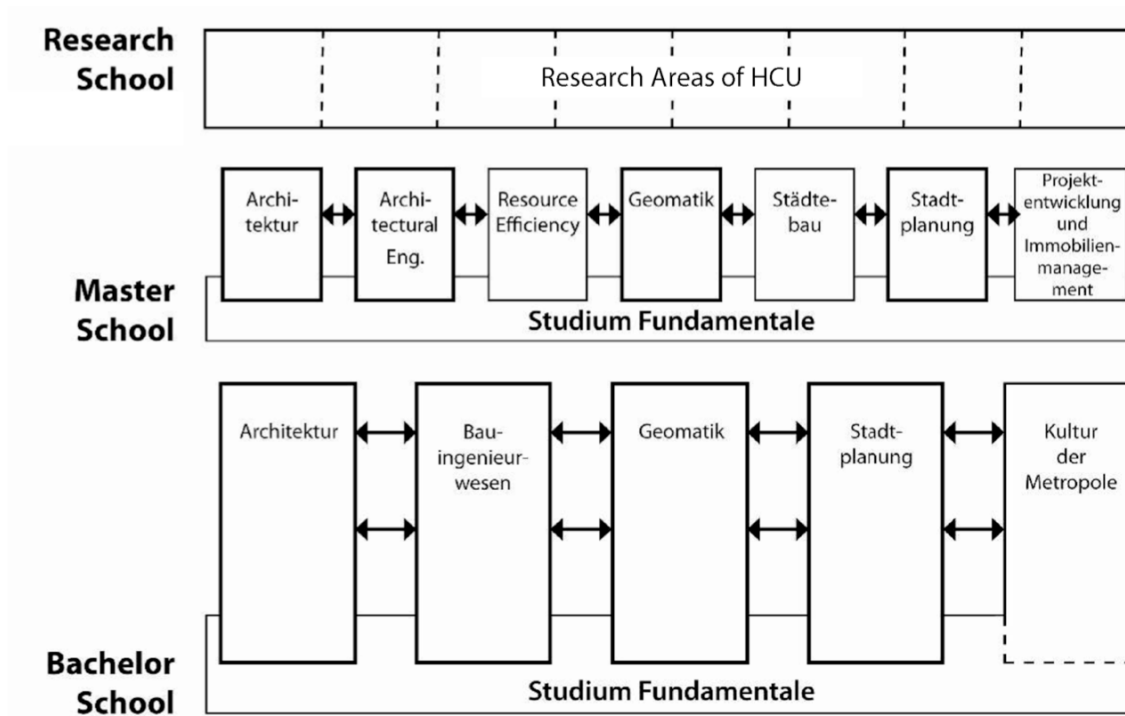 Research
School
Research Areas of HCU
Archi-
tektur
Archi-
tectural
Eng.
Resource
Efficiency
Geomatik
Städte-
bau
Stadt-
planung
Projekt-
entwicklung
und
Immobilien-
manage-
ment
Master
School
Studium Fundamentale
Architektur
Bau-
ingenieur-
wesen
Geomatik
Stadt-
planung
Kultur
der
Metropole
Bachelor
School
Studium Fundamentale